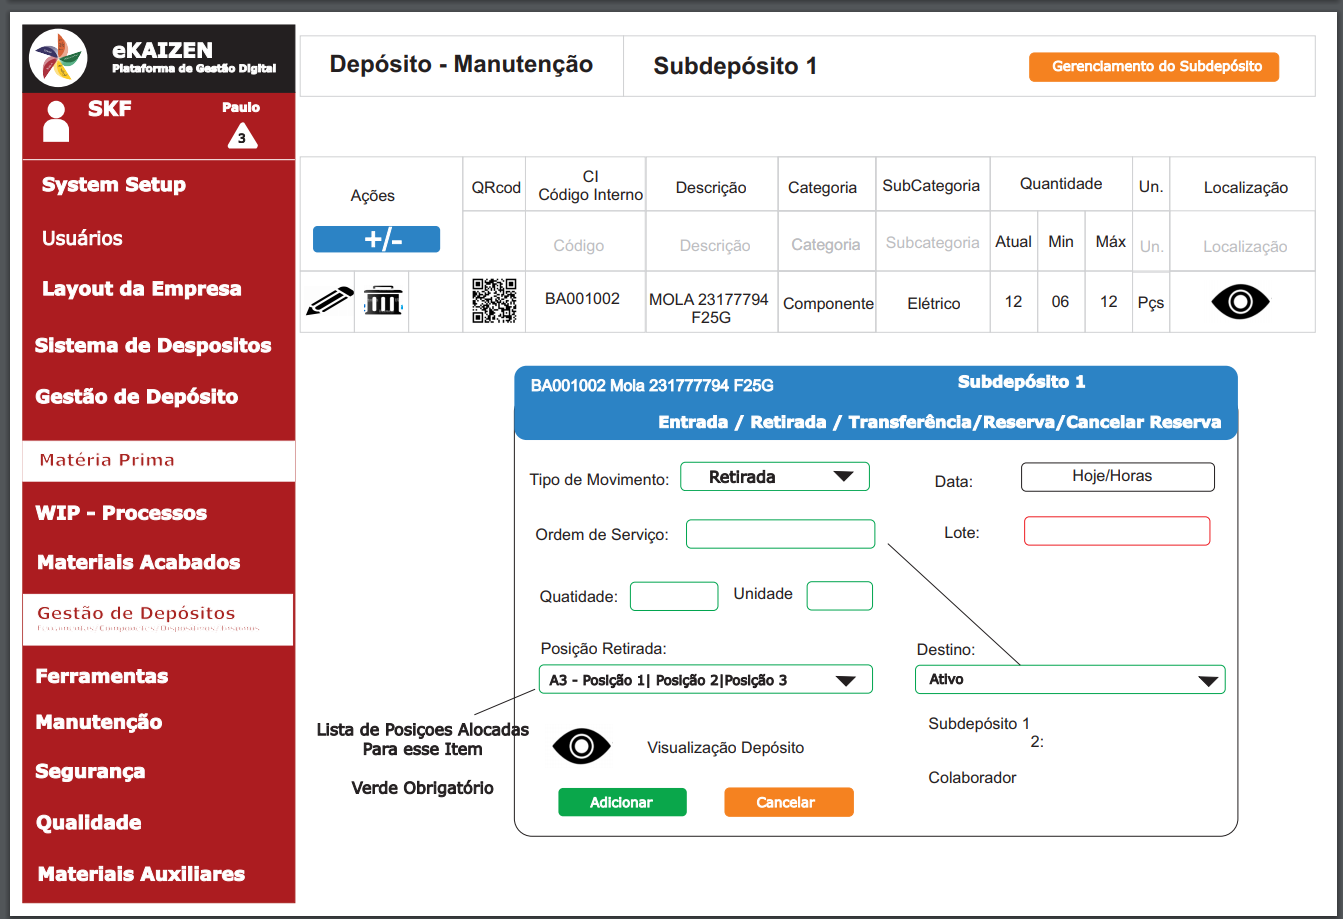 eKAIZEN
Plataforma de Gestão Digital
SKF
Paulo
3
System Setup
Usuários
Layout da Empresa
Sistema de Despositos
Gestão de Depósito
Matéria Prima
WIP - Processos
Materiais Acabados
Gestão de Depósitos
Ferramentas
Manutenção
Segurança
Qualidade
Materiais Auxiliares
Depósito - Manutenção
Subdepósito 1
Gerenciamento do Subdepósito
Ações
QRcod
CI
Código Interno
Descrição
Categoria
SubCategoria
Quantidade
Un.
Localização
+/-
Código
Descrição
Categoria
Subcategoria
Atual
Min
Máx
Un.
Localização
BA001002
MOLA 23177794
F25G
Componente
Elétrico
12
06
12
Pçs
BA001002 Mola 231777794 F25G
Subdepósito 1
Entrada / Retirada / Transferência/Reserva/Cancelar Reserva
Tipo de Movimento:
Retirada
Data:
Hoje/Horas
Ordem de Serviço:
Lote:
Quatidade:
Unidade
Posição Retirada:
Destino:
A3 - Posição 1| Posição 2|Posição 3
Ativo
Lista de Posiçoes Alocadas
Para esse Item
Verde Obrigatório
Visualização Depósito
Subdepósito 1
2:
Colaborador
Adicionar
Cancelar